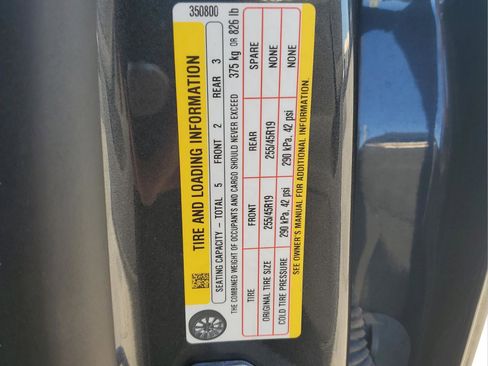 350800
TIRE AND LOADING INFORMATION
SEATING CAPACITY – TOTAL 5 FRONT 2 REAR 3
THE COMBINED WEIGHT OF OCCUPANTS AND CARGO SHOULD NEVER EXCEED 375 kg OR 826 lb
TIRE FRONT REAR SPARE
ORIGINAL TIRE SIZE 255/45R19 255/45R19 NONE
COLD TIRE PRESSURE 290 kPa, 42 psi 290 kPa, 42 psi NONE
SEE OWNER'S MANUAL FOR ADDITIONAL INFORMATION.